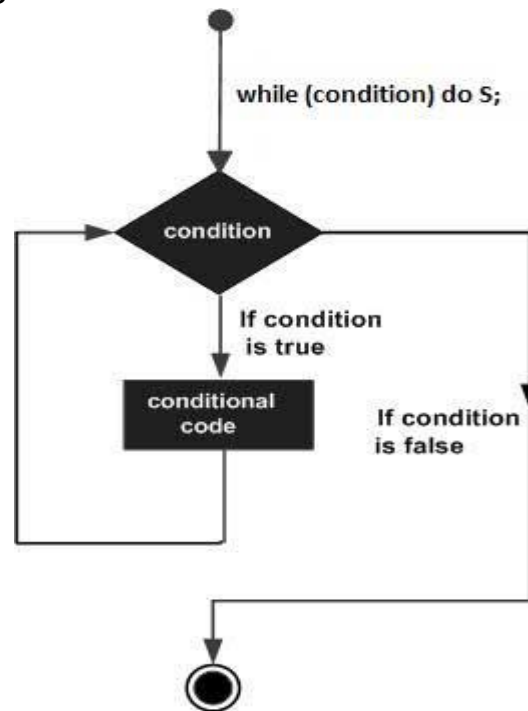 while (condition) do S;
condition
If condition
is true
conditional
code
If condition
is false